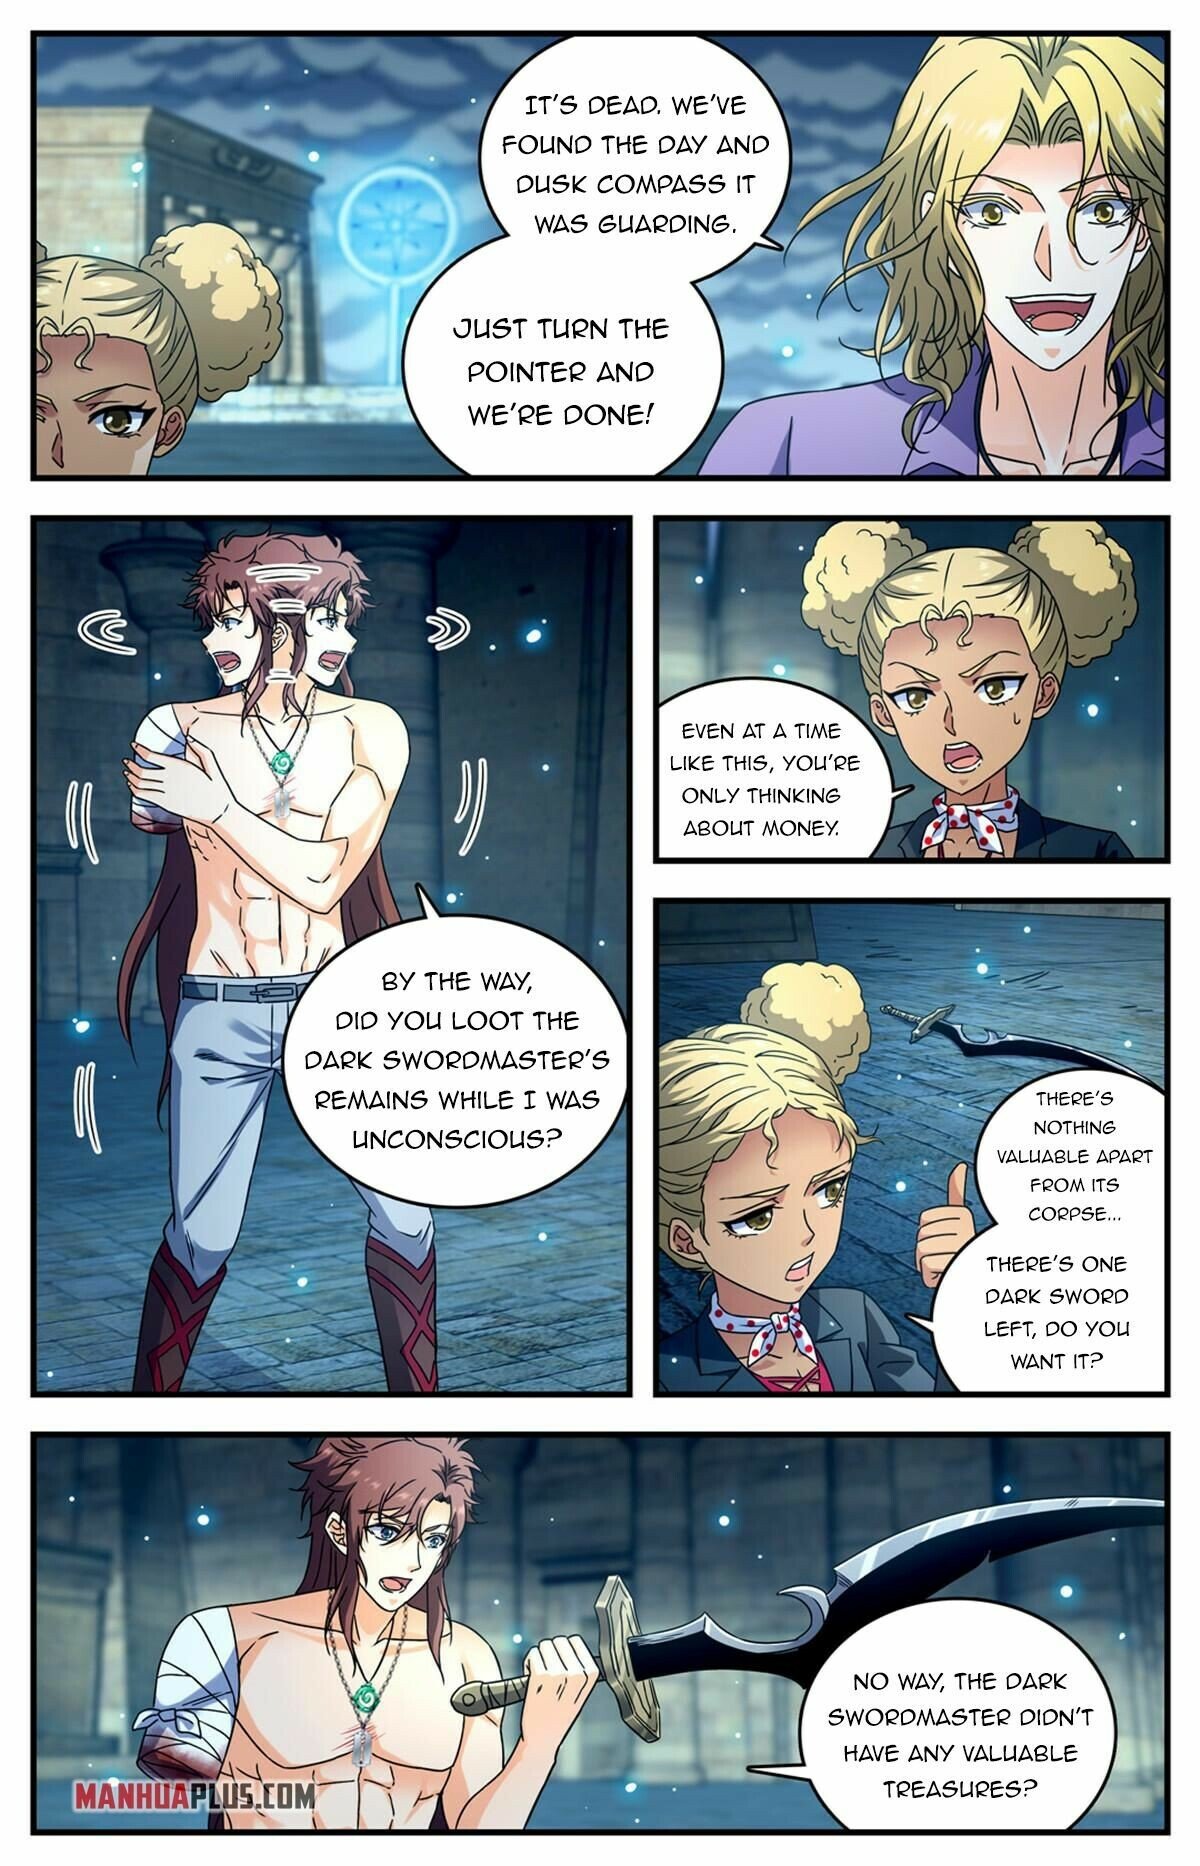 IT'S DEAD. WE'VE
FOUND THE DAY AND
DUSK COMPASS IT
WAS GUARDING.
JUST TURN THE
POINTER AND
WE'RE DONE!
BY THE WAY,
DID YOU LOOT THE
DARK SWORDMASTER'S
REMAINS WHILE I WAS
UNCONSCIOUS?
EVEN AT A TIME
LIKE THIS, YOU'RE
ONLY THINKING
ABOUT MONEY.
THERE'S
NOTHING
VALUABLE APART
FROM ITS
CORPSE...
THERE'S ONE
DARK SWORD
LEFT, DO YOU
WANT IT?
NO WAY, THE DARK
SWORDMASTER DIDN'T
HAVE ANY VALUABLE
TREASURES?
MANHUAPLUS.COM